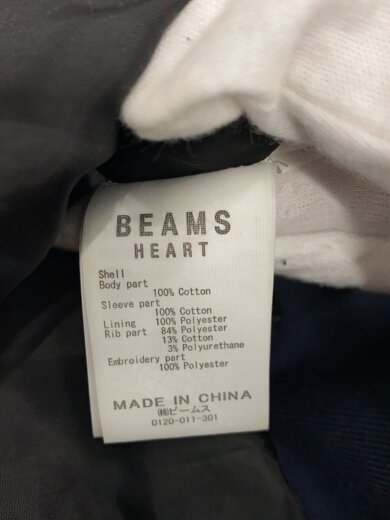 BEAMS
HEART
Shell
Body part
100% Cotton
Sleeve part
100% Cotton
Lining 100% Polyester
Rib part 84% Polyester
13% Cotton
3% Polyurethane
Embroidery part
100% Polyester
MADE IN CHINA
㈱ビームス
0120-011-301